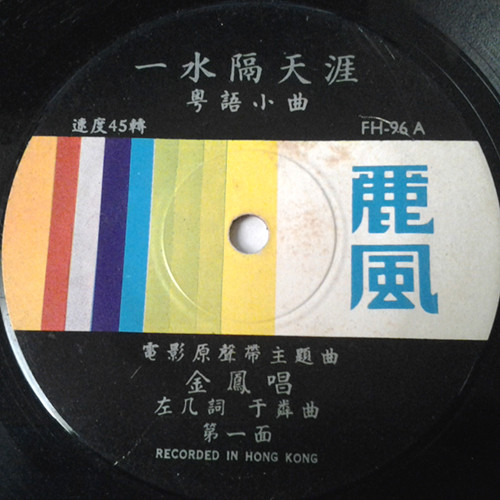 一水隔天涯
粵語小曲
速度45轉
FH-96 A
麗風
電影原聲帶主題曲
金鳳唱
左几詞 于粦曲
第一面
RECORDED IN HONG KONG